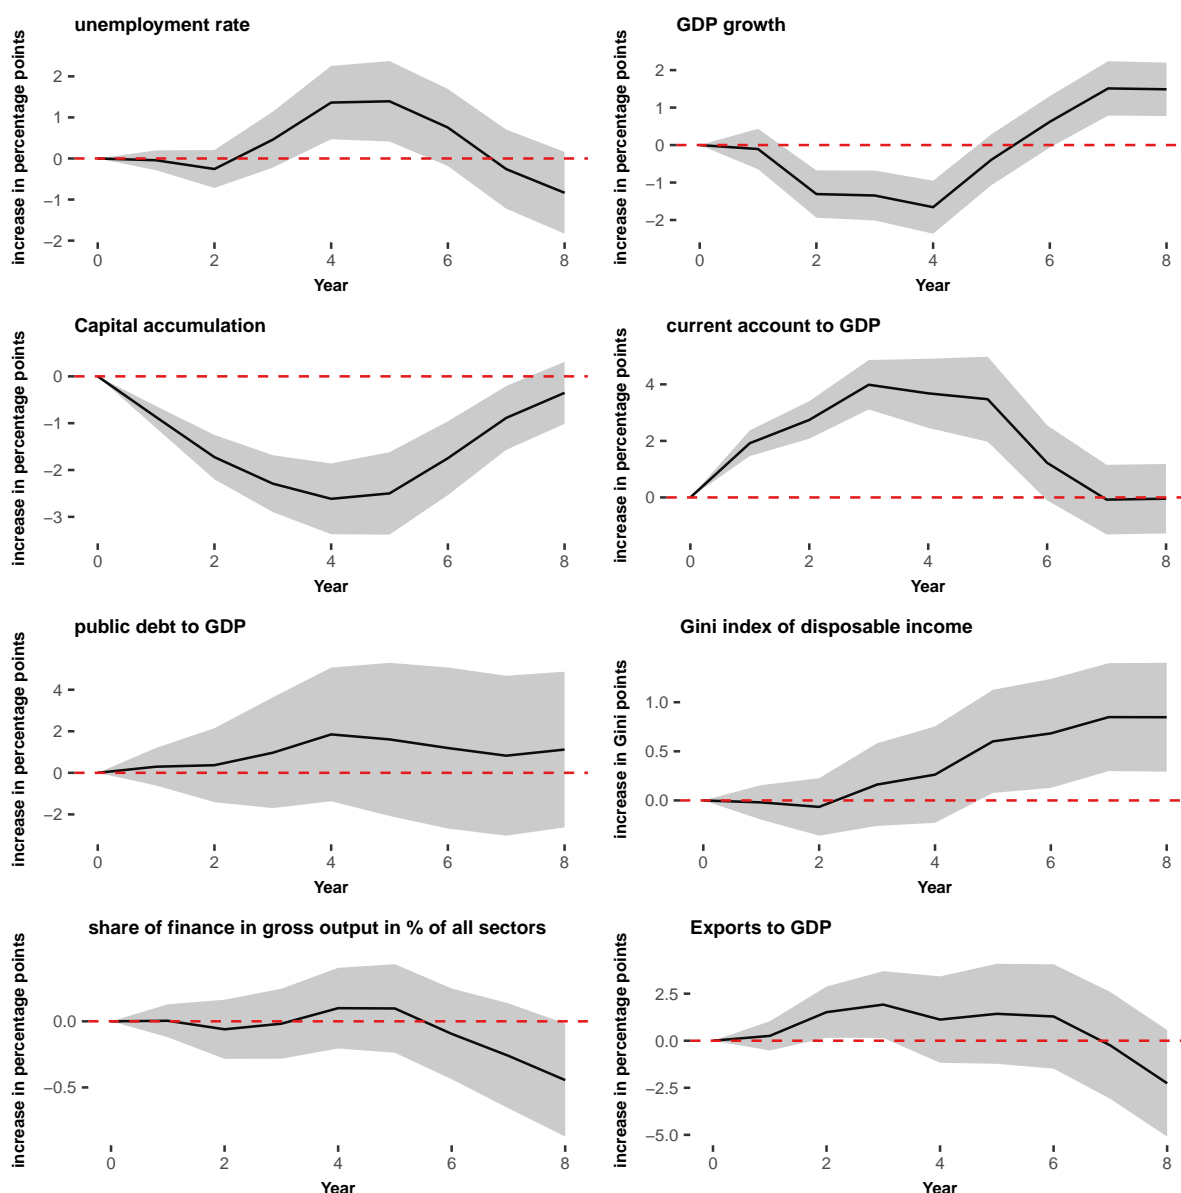 unemployment rate
increase in percentage points
2
1
0
−1
−2
0 2 4 6 8
Year
GDP growth
increase in percentage points
2
1
0
−1
−2
0 2 4 6 8
Year
Capital accumulation
increase in percentage points
0
−1
−2
−3
0 2 4 6 8
Year
current account to GDP
increase in percentage points
4
2
0
0 2 4 6 8
Year
public debt to GDP
increase in percentage points
4
2
0
−2
0 2 4 6 8
Year
Gini index of disposable income
increase in Gini points
1.0
0.5
0.0
0 2 4 6 8
Year
share of finance in gross output in % of all sectors
increase in percentage points
0.0
−0.5
0 2 4 6 8
Year
Exports to GDP
increase in percentage points
2.5
0.0
−2.5
−5.0
0 2 4 6 8
Year